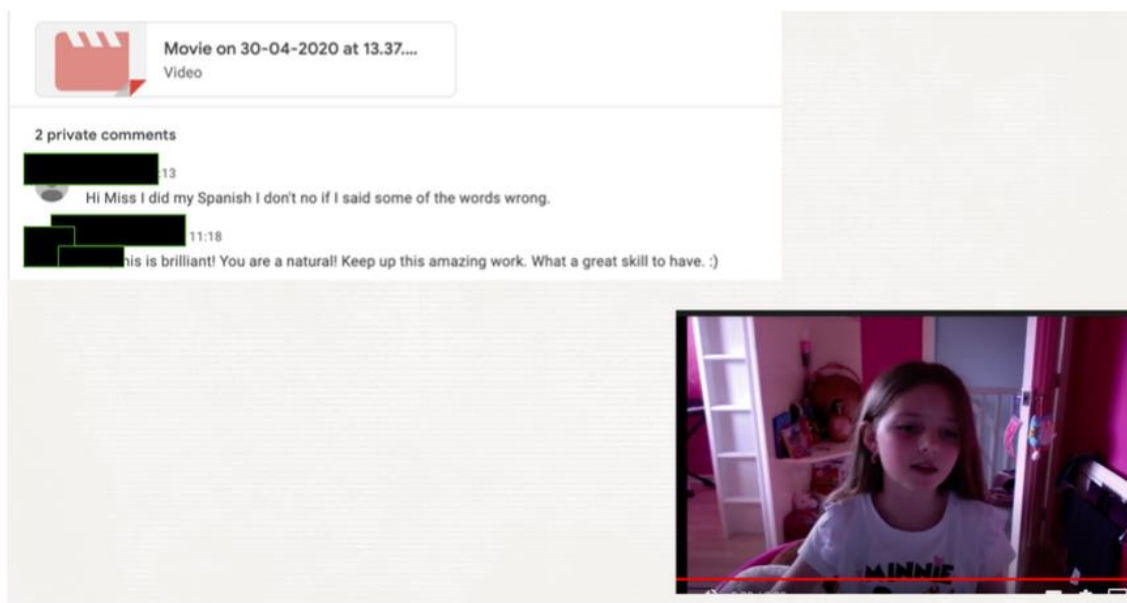 Movie on 30-04-2020 at 13.37....
Video
2 private comments
:13
Hi Miss I did my Spanish I don't no if I said some of the words wrong.
11:18
his is brilliant! You are a natural! Keep up this amazing work. What a great skill to have. :)
MINNIE